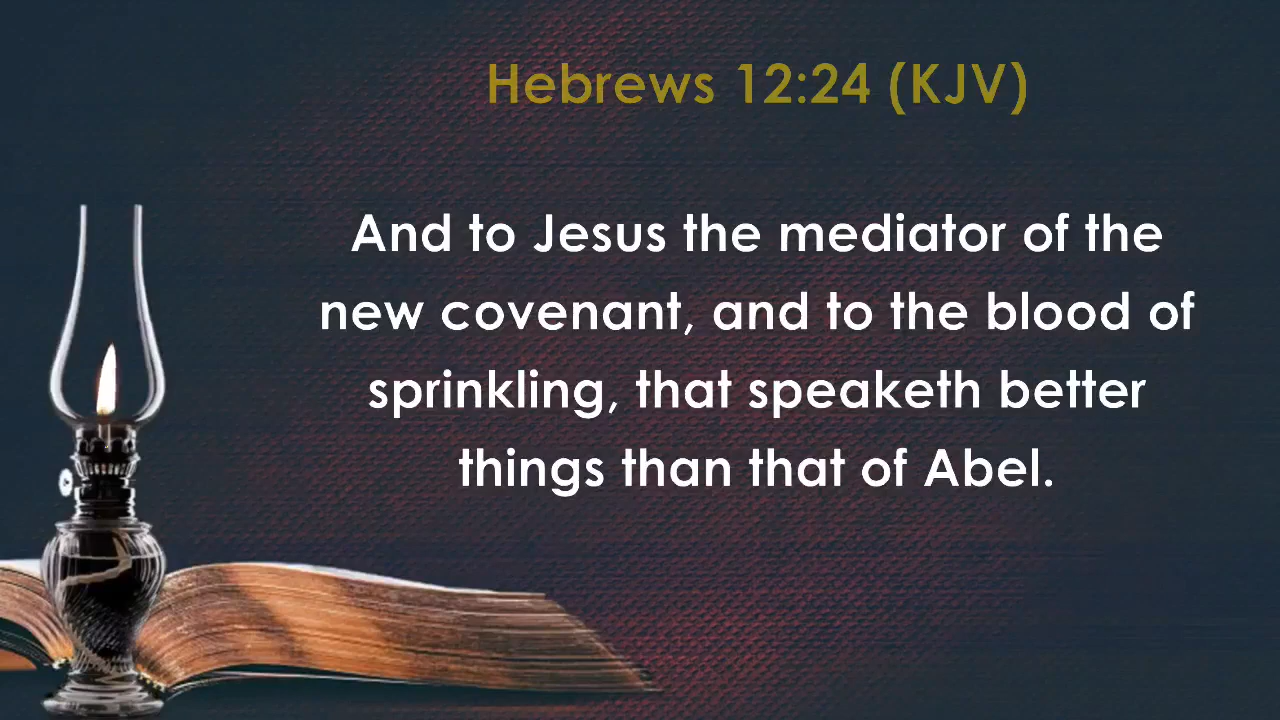 Hebrews 12:24 (KJV)
And to Jesus the mediator of the
new covenant, and to the blood of
sprinkling, that speaketh better
things than that of Abel.